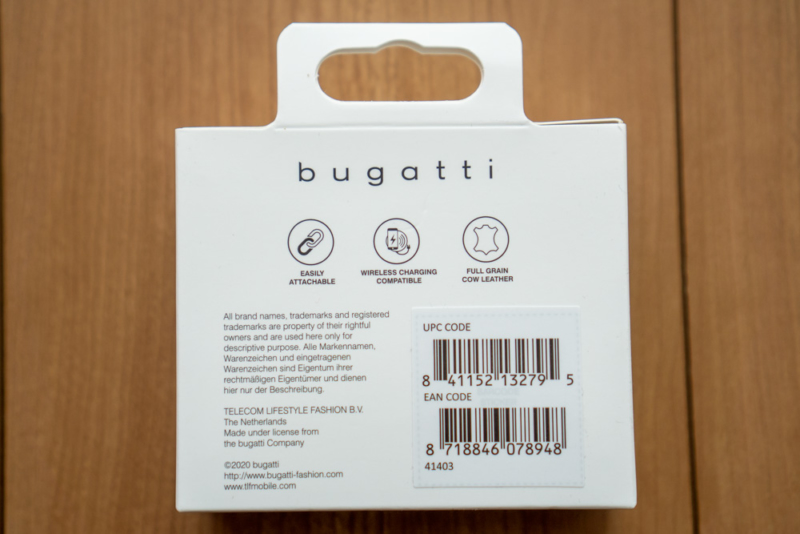 bugatti
EASILY
ATTACHABLE
WIRELESS CHARGING
COMPATIBLE
FULL GRAIN
COW LEATHER
All brand names, trademarks and registered
trademarks are property of their rightful
owners and are used here only for
descriptive purpose. Alle Markennamen,
Warenzeichen und eingetragenen
Warenzeichen sind Eigentum ihrer
rechtmäßigen Eigentümer und dienen
hier nur der Beschreibung.
TELECOM LIFESTYLE FASHION B.V.
The Netherlands
Made under license from
the bugatti Company
©2020 bugatti
http://www.bugatti-fashion.com
www.tlfmobile.com
UPC CODE
8 41152 13279 5
EAN CODE
8 718846 078948
41403